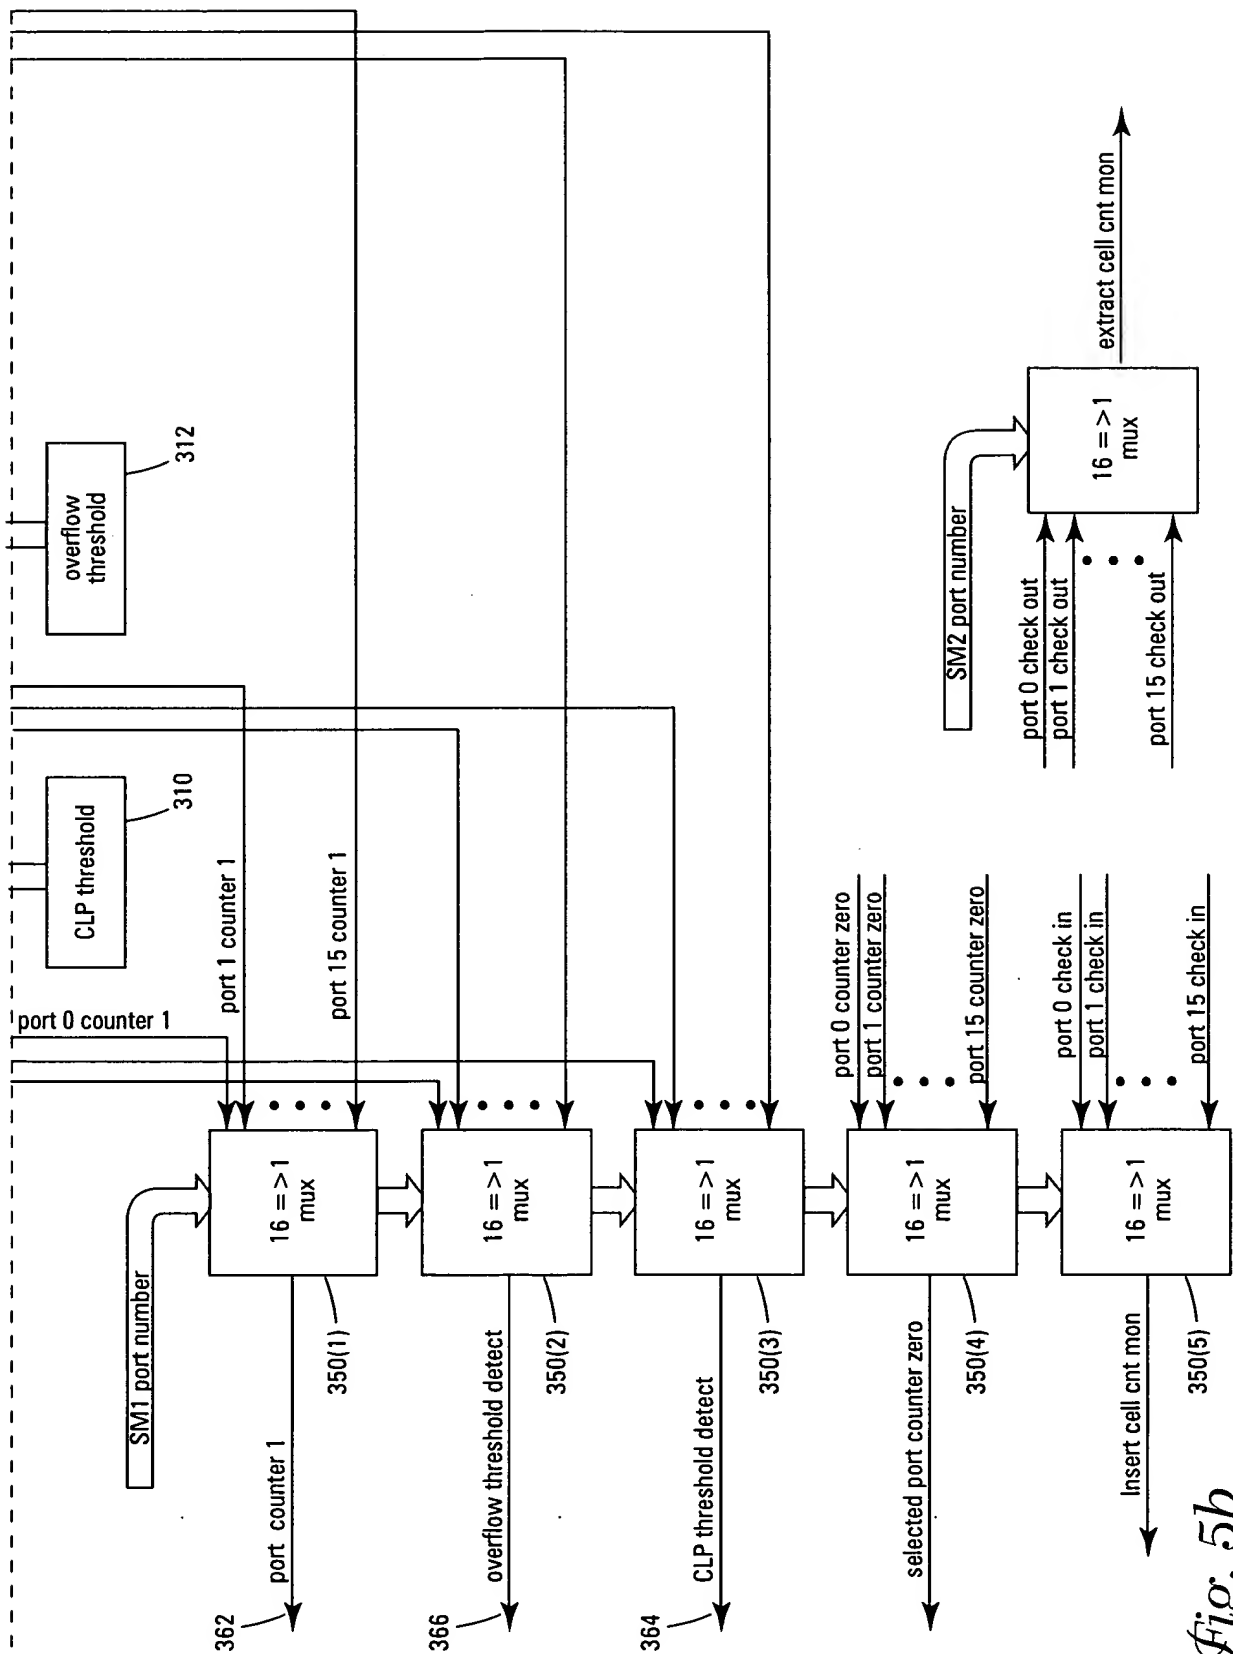 overflow
threshold
312
CLP threshold
310
port 0 counter 1
port 1 counter 1
port 15 counter 1
SM1 port number
16 = >1
mux
350(1)
port counter 1
362
16 = >1
mux
350(2)
overflow threshold detect
366
16 = >1
mux
350(3)
CLP threshold detect
364
port 0 counter zero
port 1 counter zero
port 15 counter zero
16 = >1
mux
350(4)
selected port counter zero
port 0 check in
port 1 check in
port 15 check in
16 = >1
mux
350(5)
Insert cell cnt mon
SM2 port number
port 0 check out
port 1 check out
port 15 check out
16 = >1
mux
extract cell cnt mon
Fig. 5b